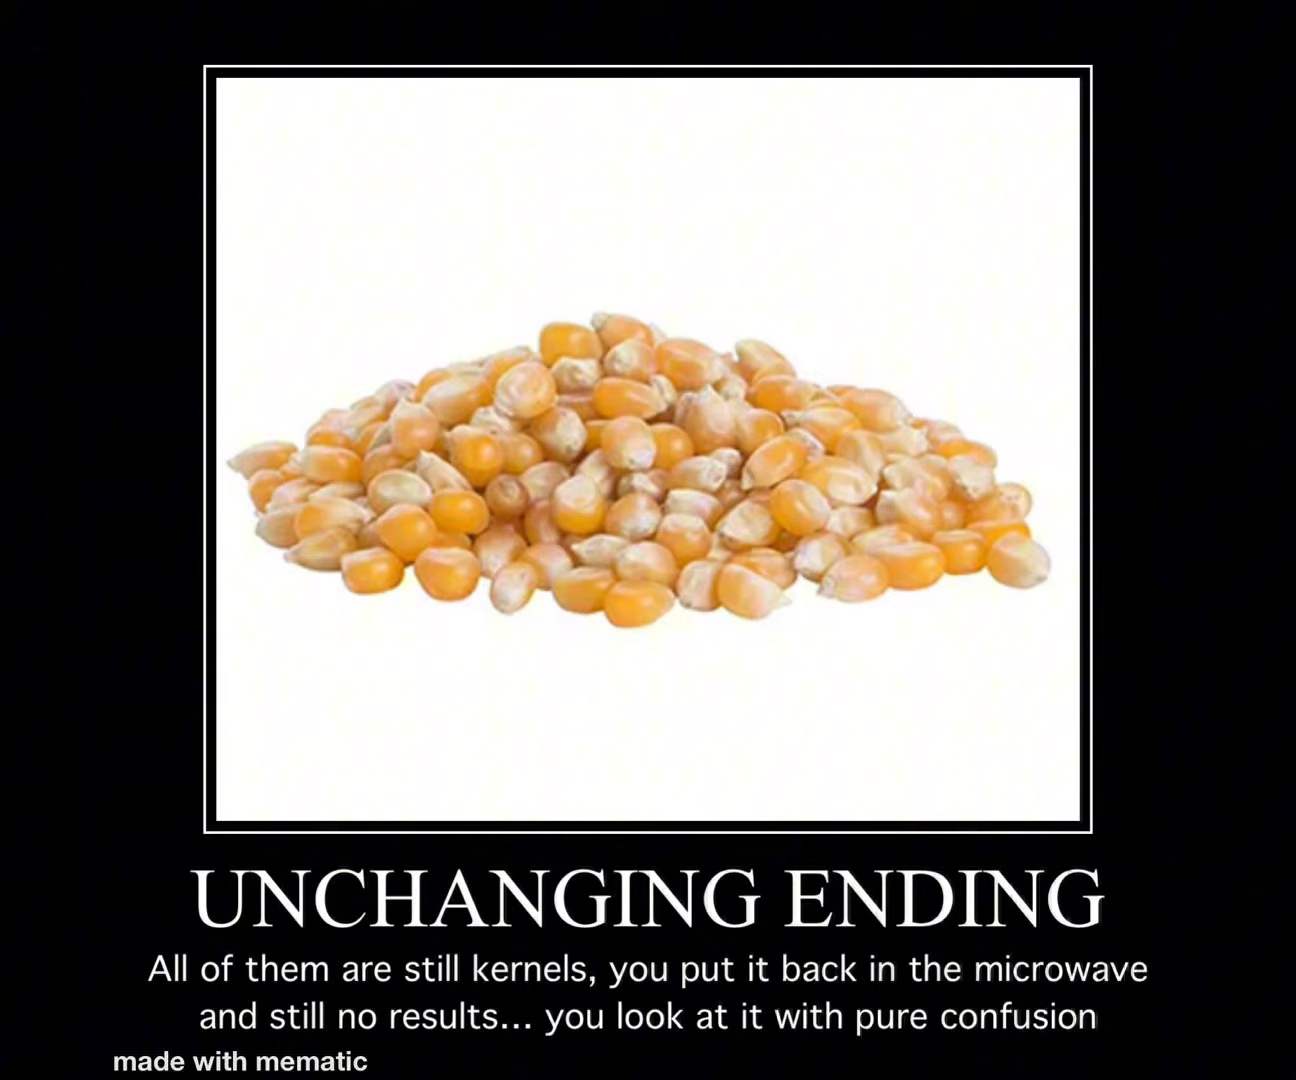 UNCHANGING ENDING
All of them are still kernels, you put it back in the microwave
and still no results... you look at it with pure confusion
made with mematic